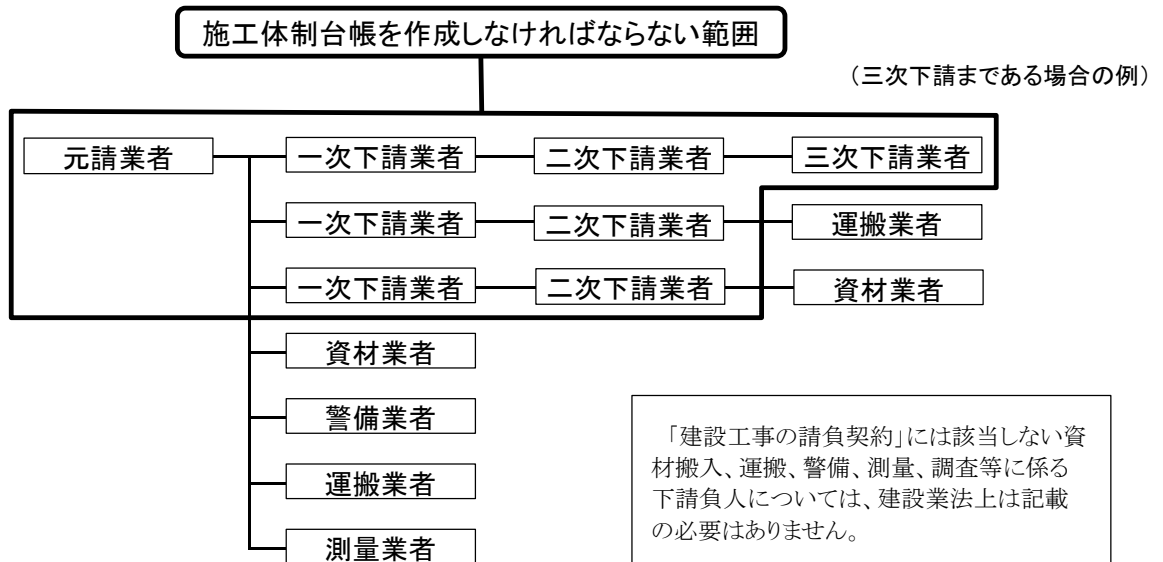 施工体制台帳を作成しなければならない範囲
(三次下請まである場合の例)
元請業者
一次下請業者
二次下請業者
三次下請業者
一次下請業者
二次下請業者
運搬業者
一次下請業者
二次下請業者
資材業者
資材業者
警備業者
運搬業者
測量業者
「建設工事の請負契約」には該当しない資
材搬入、運搬、警備、測量、調査等に係る
下請負人については、建設業法上は記載
の必要はありません。